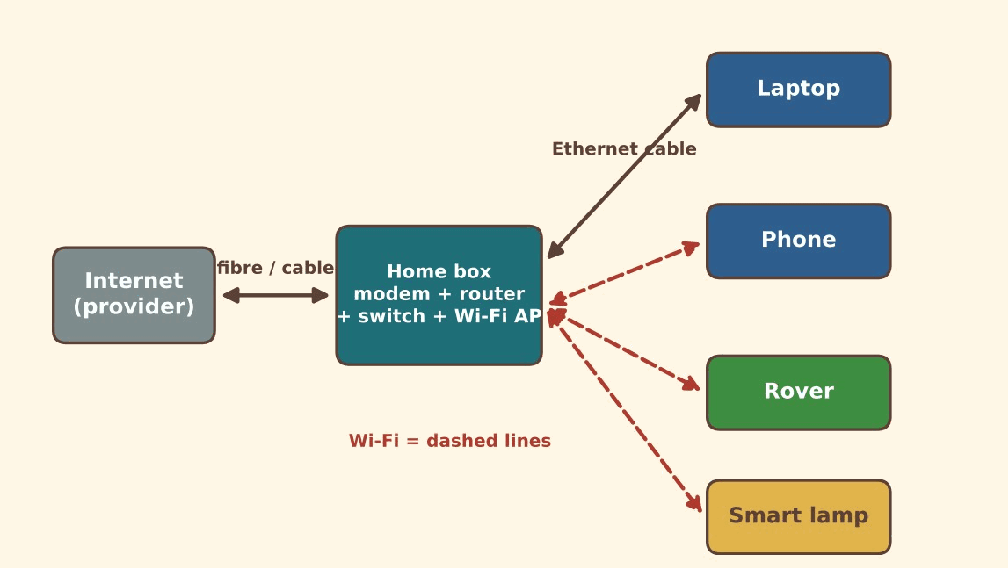 Laptop
Ethernet cable
Phone
Internet
(provider)
fibre / cable
Home box
modem + router
+ switch + Wi-Fi AP
Rover
Wi-Fi = dashed lines
Smart lamp